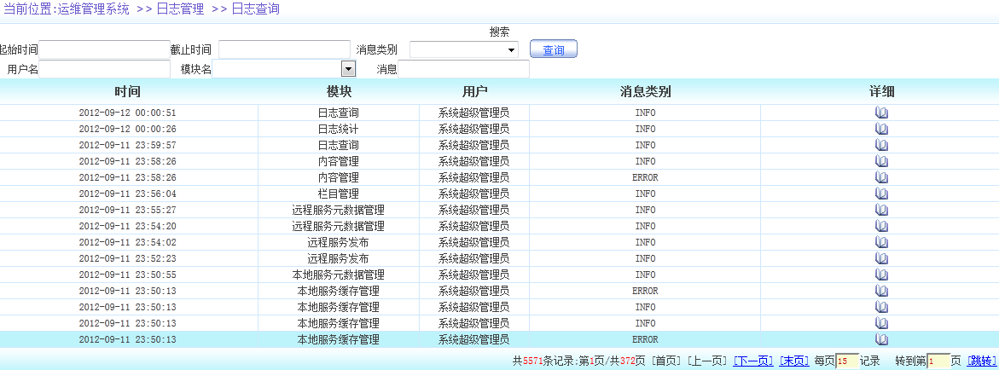 当前位置:运维管理系统 >> 日志管理 >> 日志查询
搜索
起始时间 截止时间 消息类别 查询
用户名 模块名 消息
时间 模块 用户 消息类别 详细
2012-09-12 00:00:51 日志查询 系统超级管理员 INFO
2012-09-12 00:00:26 日志统计 系统超级管理员 INFO
2012-09-11 23:59:57 日志查询 系统超级管理员 INFO
2012-09-11 23:58:26 内容管理 系统超级管理员 INFO
2012-09-11 23:58:26 内容管理 系统超级管理员 ERROR
2012-09-11 23:56:04 栏目管理 系统超级管理员 INFO
2012-09-11 23:55:27 远程服务元数据管理 系统超级管理员 INFO
2012-09-11 23:54:20 远程服务元数据管理 系统超级管理员 INFO
2012-09-11 23:54:02 远程服务发布 系统超级管理员 INFO
2012-09-11 23:52:23 远程服务发布 系统超级管理员 INFO
2012-09-11 23:50:55 本地服务元数据管理 系统超级管理员 INFO
2012-09-11 23:50:13 本地服务缓存管理 系统超级管理员 ERROR
2012-09-11 23:50:13 本地服务缓存管理 系统超级管理员 INFO
2012-09-11 23:50:13 本地服务缓存管理 系统超级管理员 INFO
2012-09-11 23:50:13 本地服务缓存管理 系统超级管理员 ERROR
共5571条记录:第1页/共372页 [首页] [上一页] [下一页] [末页] 每页15记录 转到第1页 [跳转]